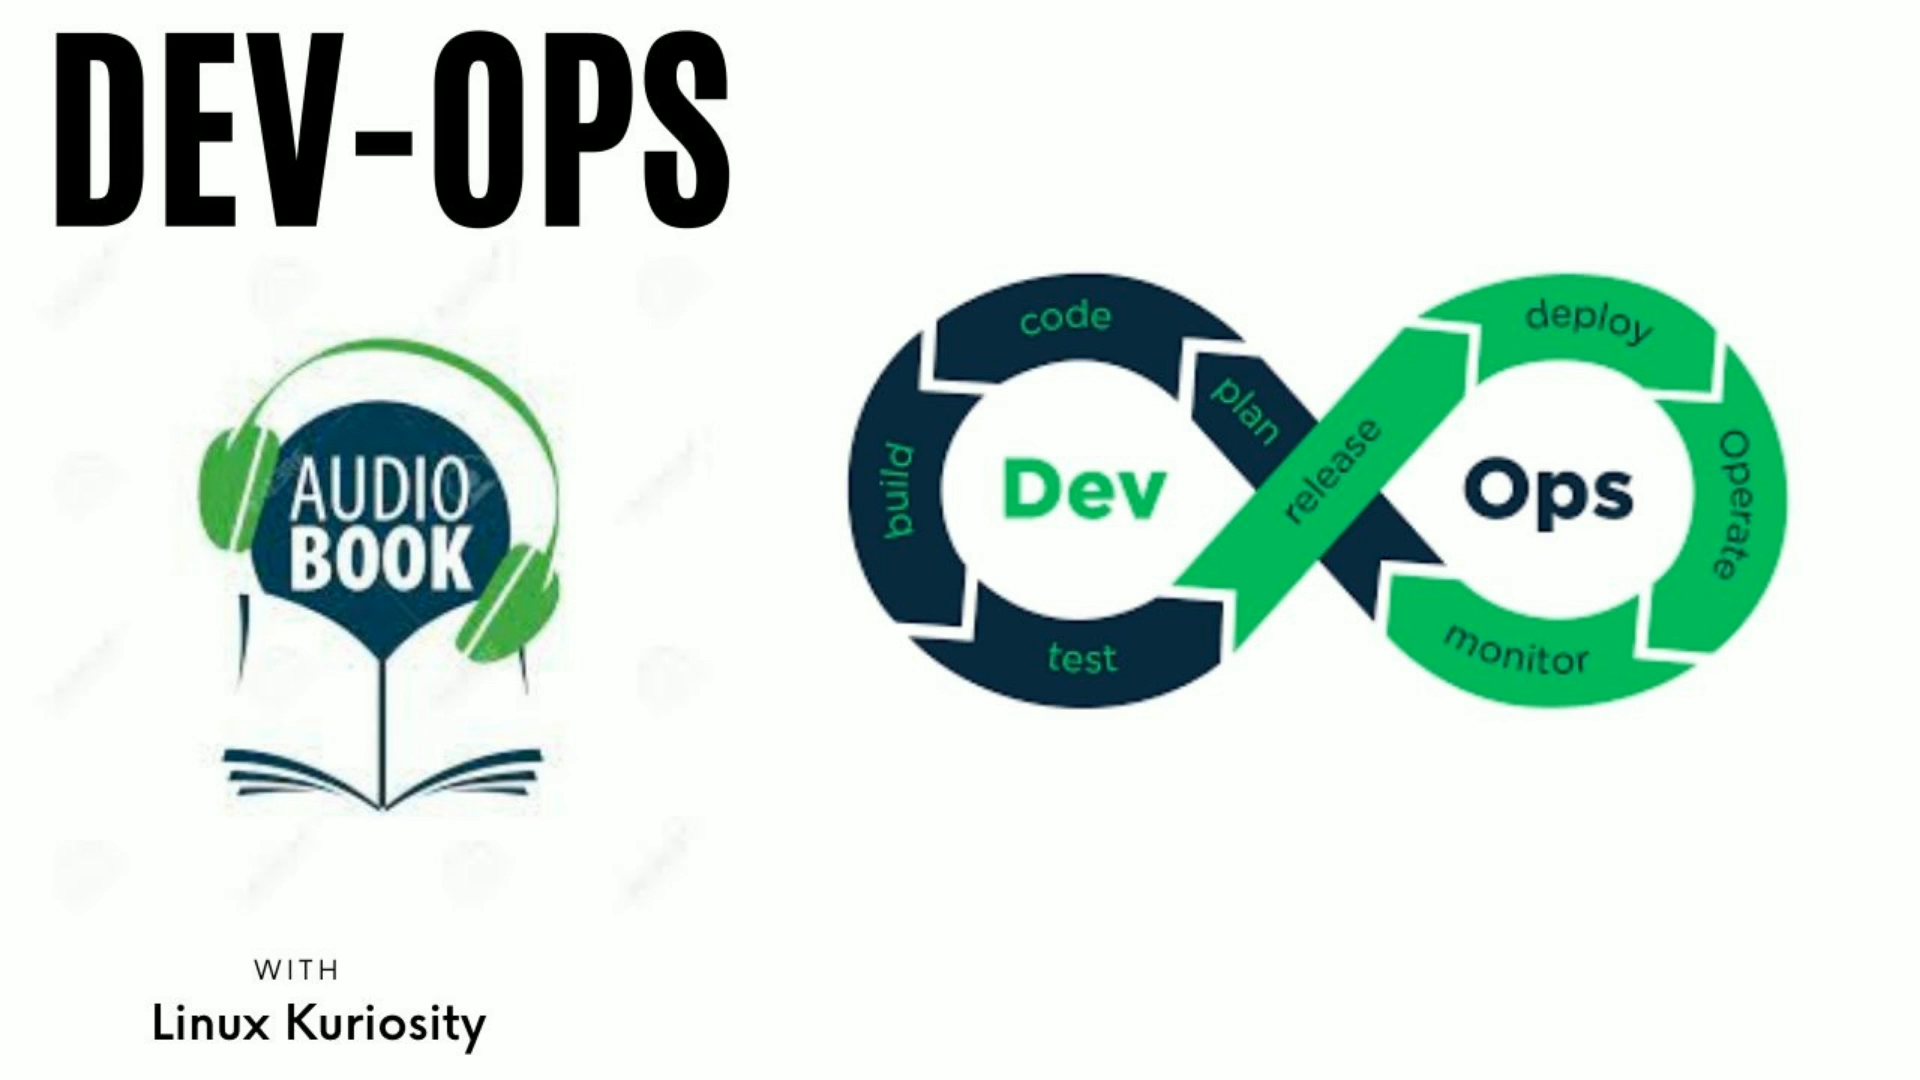 DEV-OPS
AUDIO
BOOK
WITH
Linux Kuriosity
code
plan
build
Dev
test
release
deploy
Ops
Operate
monitor